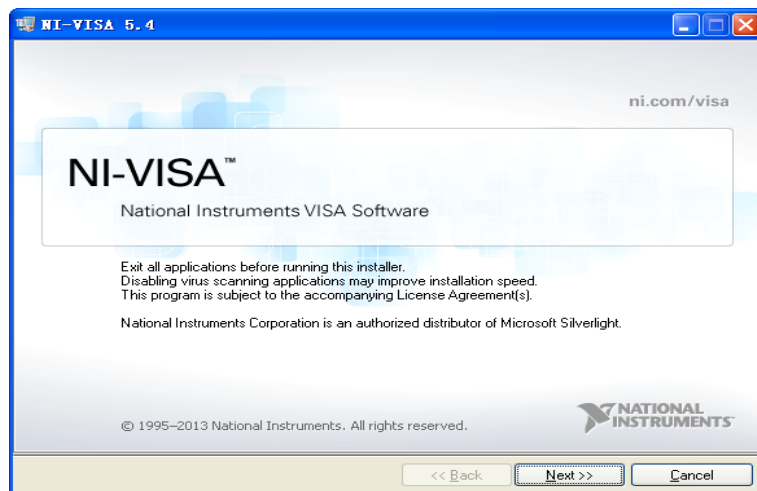 NI-VISA 5.4
ni.com/visa
NI-VISA™
National Instruments VISA Software
Exit all applications before running this installer.
Disabling virus scanning applications may improve installation speed.
This program is subject to the accompanying License Agreement(s).
National Instruments Corporation is an authorized distributor of Microsoft Silverlight.
© 1995–2013 National Instruments. All rights reserved.
NATIONAL
INSTRUMENTS™
<< Back
Next >>
Cancel